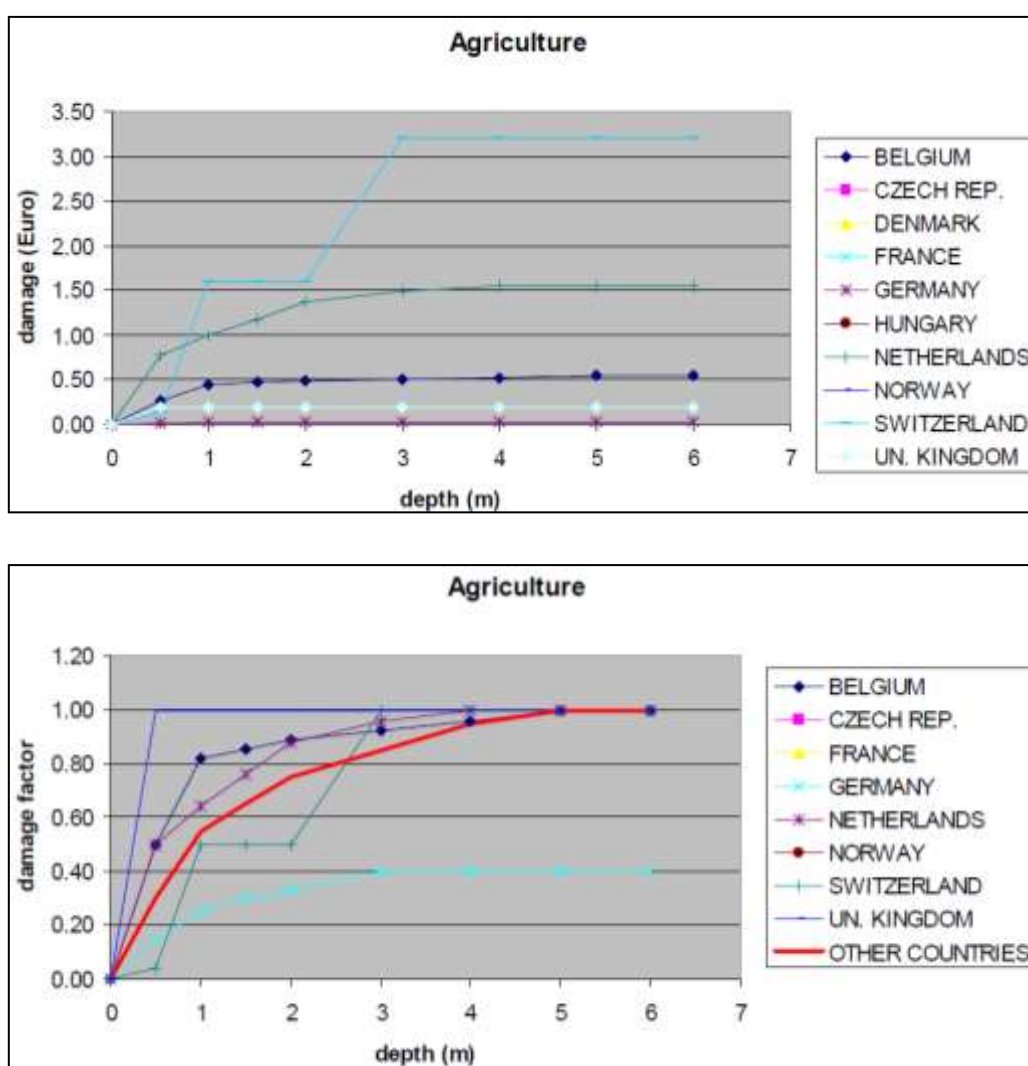 Agriculture
3.50
3.00
2.50
2.00
1.50
1.00
0.50
0.00
damage (Euro)
0 1 2 3 4 5 6 7
depth (m)
BELGIUM
CZECH REP.
DENMARK
FRANCE
GERMANY
HUNGARY
NETHERLANDS
NORWAY
SWITZERLAND
UN. KINGDOM
Agriculture
1.20
1.00
0.80
0.60
0.40
0.20
0.00
damage factor
0 1 2 3 4 5 6 7
depth (m)
BELGIUM
CZECH REP.
FRANCE
GERMANY
NETHERLANDS
NORWAY
SWITZERLAND
UN. KINGDOM
OTHER COUNTRIES